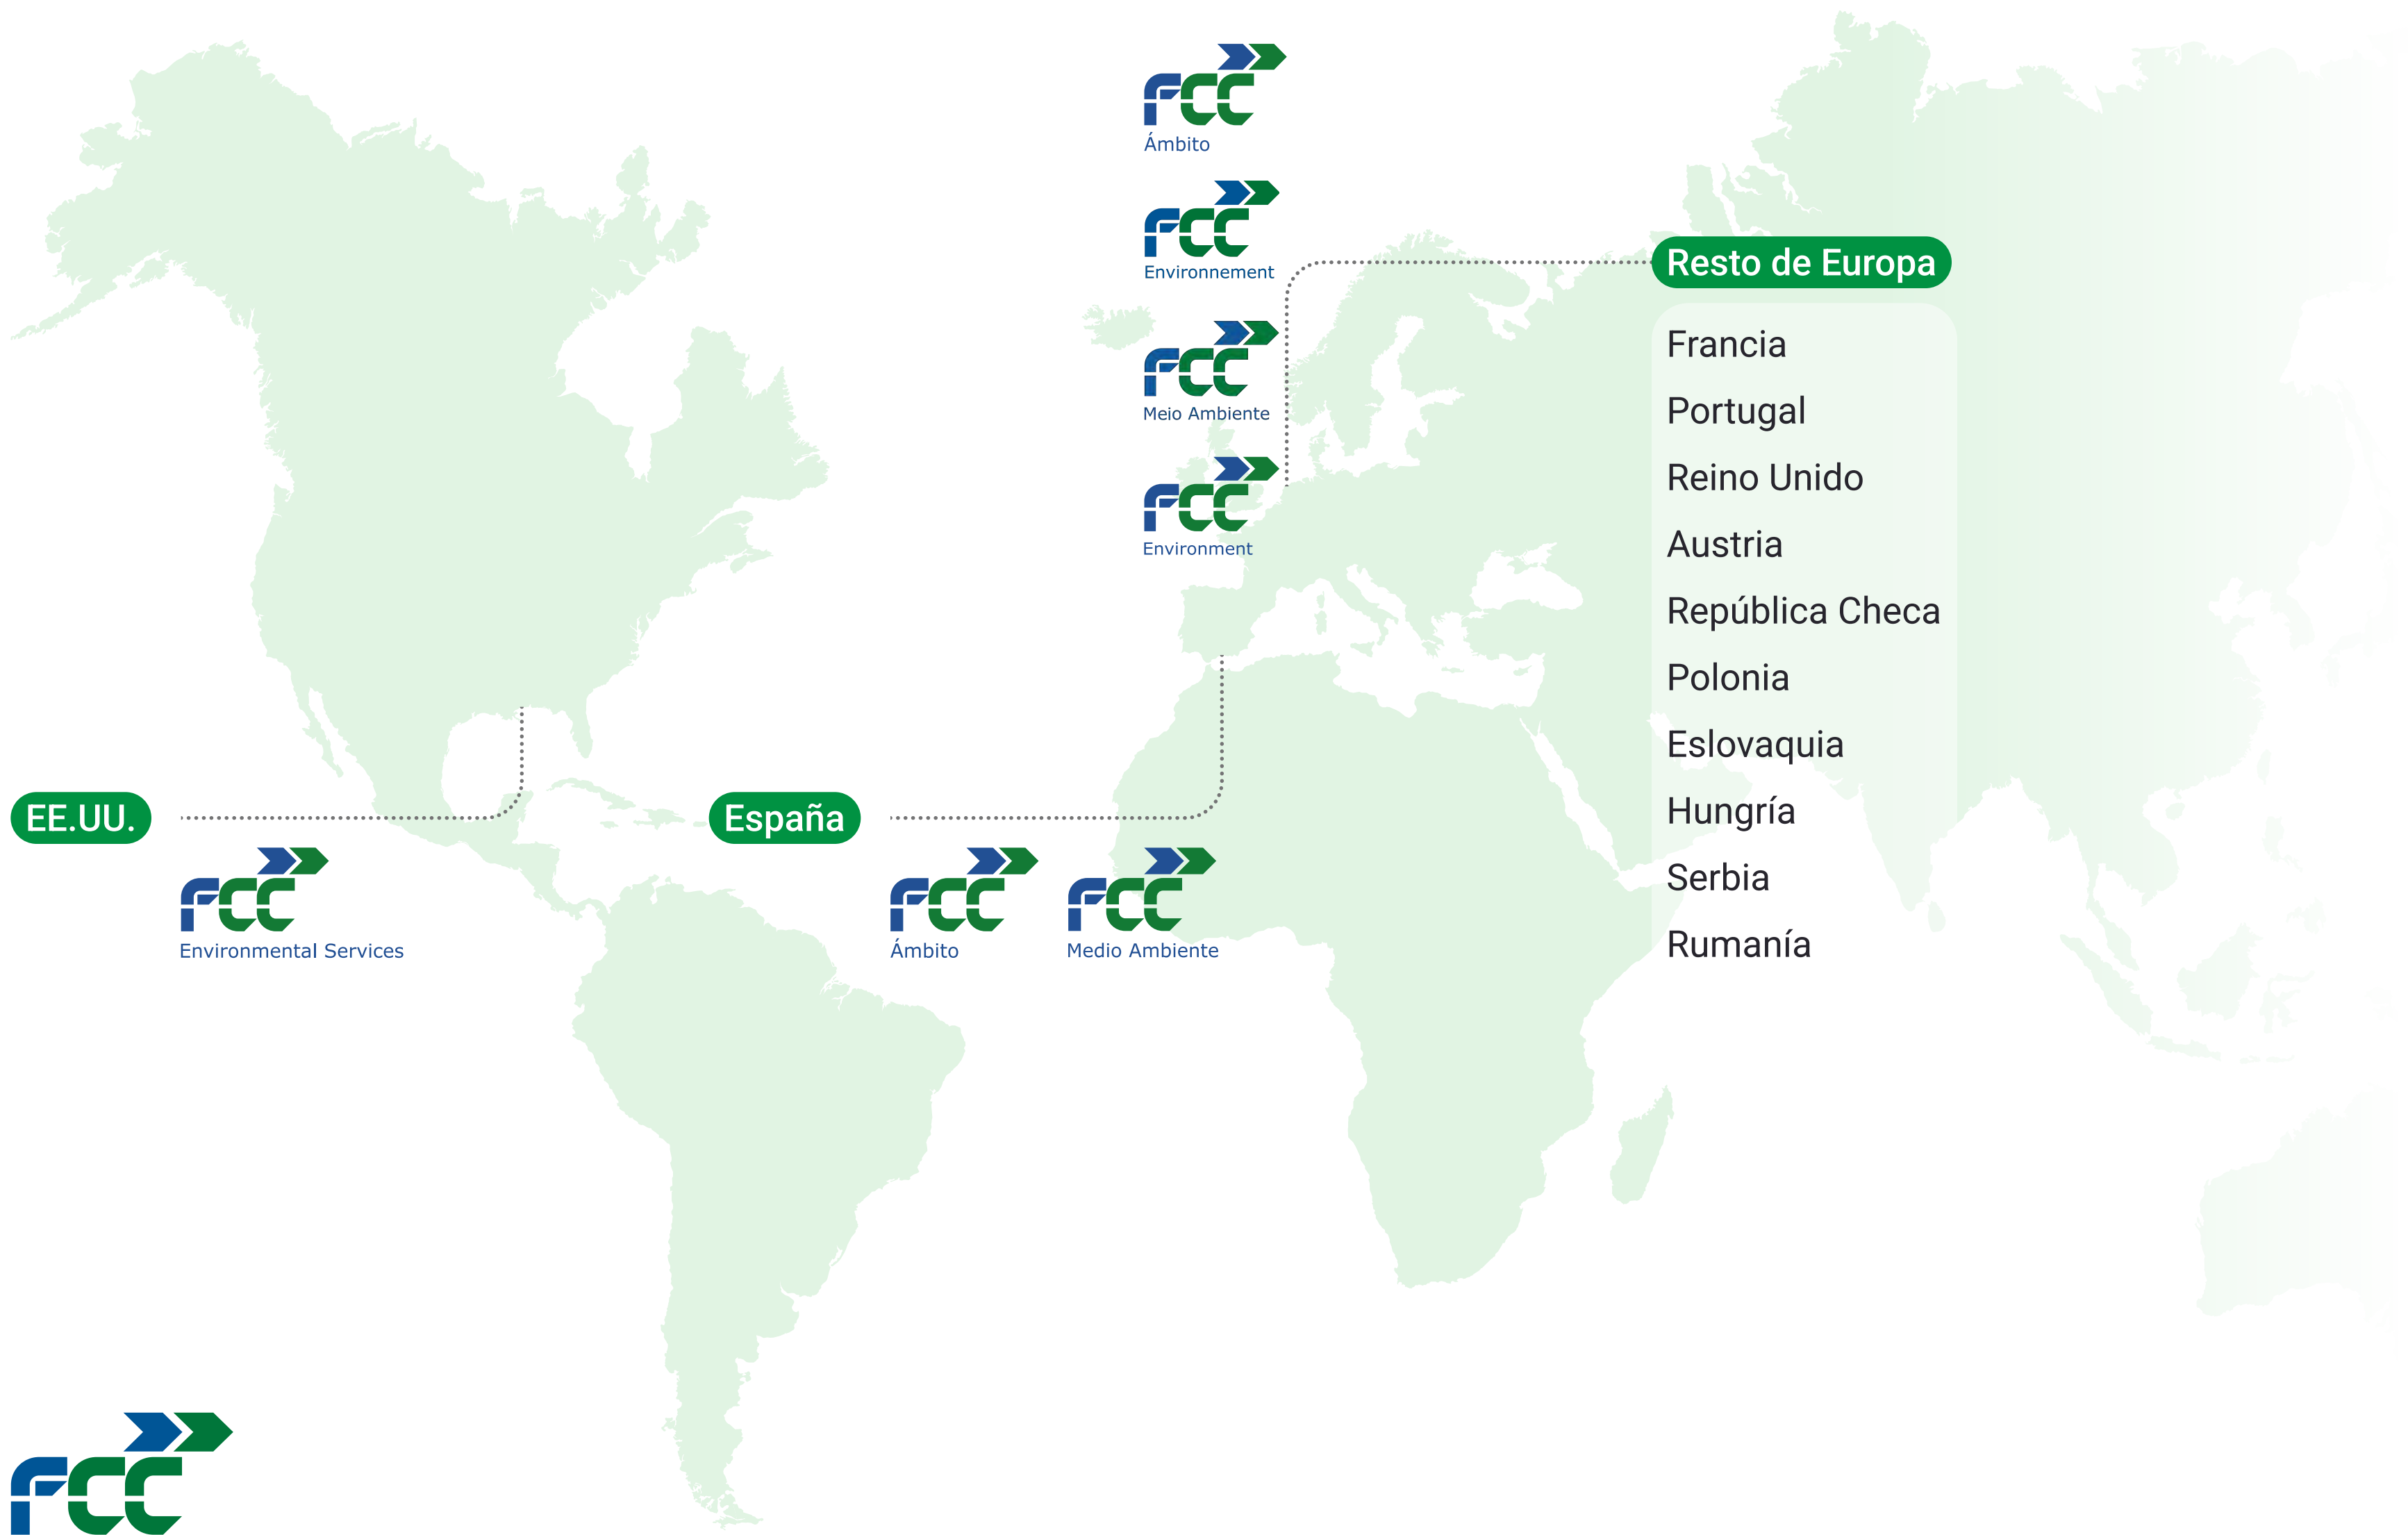 FCC
Ámbito
FCC
Environnement
FCC
Meio Ambiente
FCC
Environment
Resto de Europa
Francia
Portugal
Reino Unido
Austria
República Checa
Polonia
Eslovaquia
Hungría
Serbia
Rumanía
EE.UU.
FCC
Environmental Services
España
FCC
Ámbito
FCC
Medio Ambiente
FCC